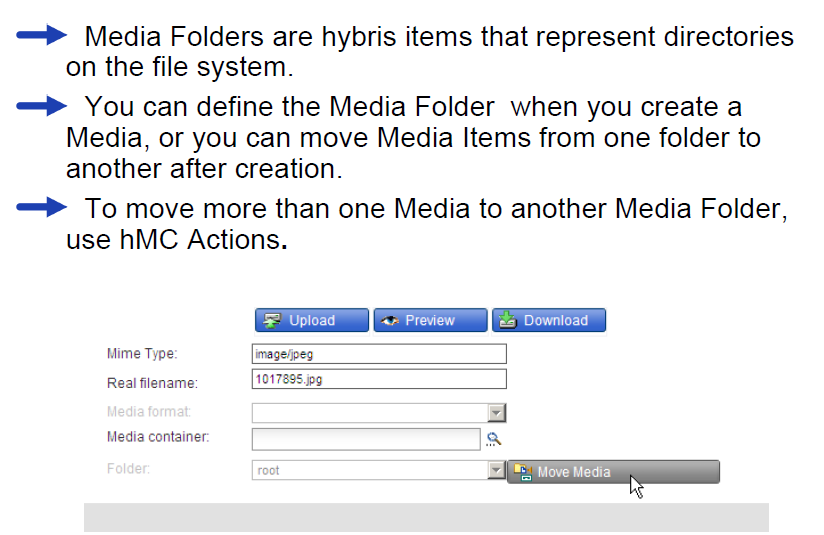 Media Folders are hybris items that represent directories
on the file system.
You can define the Media Folder when you create a
Media, or you can move Media Items from one folder to
another after creation.
To move more than one Media to another Media Folder,
use hMC Actions.
Upload Preview Download
Mime Type: image/jpeg
Real filename: 1017895.jpg
Media format:
Media container:
Folder: root Move Media